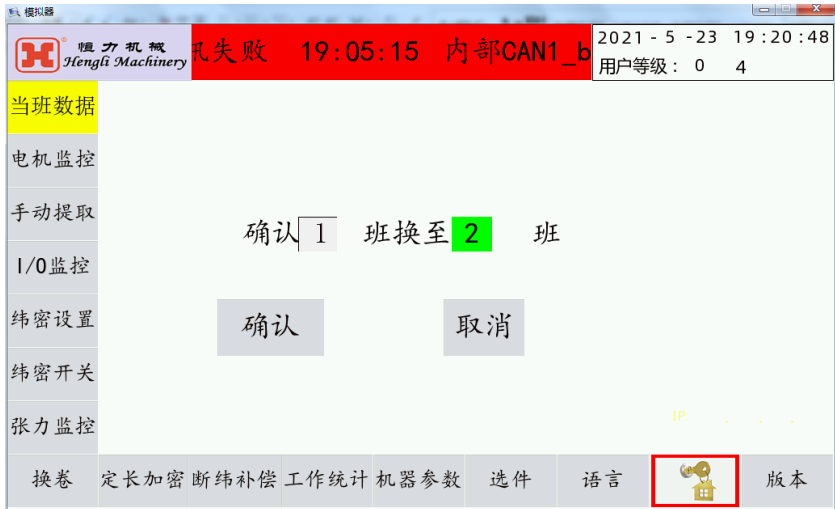 模拟器
恒力机械
Hengli Machinery
讯失败 19:05:15 内部CAN1_b
2021 - 5 -23 19:20:48
用户等级： 0 4
当班数据
电机监控
手动提取
I/O监控
纬密设置
纬密开关
张力监控
确认 1 班换至 2 班
确认 取消
IP: . . .
换卷 定长加密 断纬补偿 工作统计 机器参数 选件 语言 版本